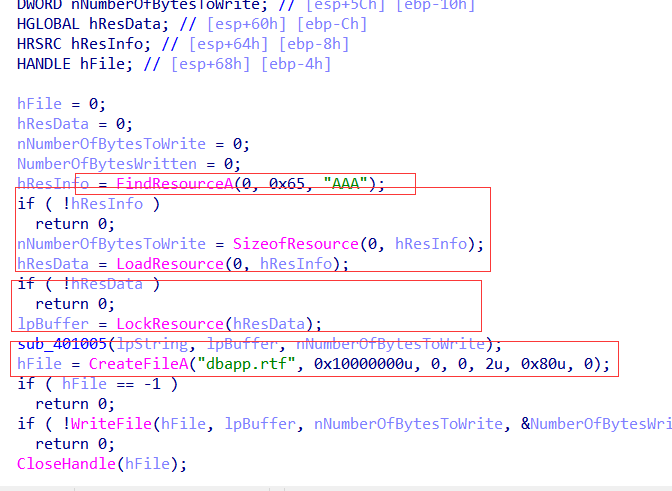 DWORD nNumberOfBytesToWrite; // [esp+5Ch] [ebp-10h]
HGLOBAL hResData; // [esp+60h] [ebp-Ch]
HRSRC hResInfo; // [esp+64h] [ebp-8h]
HANDLE hFile; // [esp+68h] [ebp-4h]
hFile = 0;
hResData = 0;
nNumberOfBytesToWrite = 0;
NumberOfBytesWritten = 0;
hResInfo = FindResourceA(0, 0x65, "AAA");
if ( !hResInfo )
return 0;
nNumberOfBytesToWrite = SizeofResource(0, hResInfo);
hResData = LoadResource(0, hResInfo);
if ( !hResData )
return 0;
lpBuffer = LockResource(hResData);
sub_401005(lpString, lpBuffer, nNumberOfBytesToWrite);
hFile = CreateFileA("dbapp.rtf", 0x10000000u, 0, 0, 2u, 0x80u, 0);
if ( hFile == -1 )
return 0;
if ( !WriteFile(hFile, lpBuffer, nNumberOfBytesToWrite, &NumberOfBytesWri
return 0;
CloseHandle(hFile);